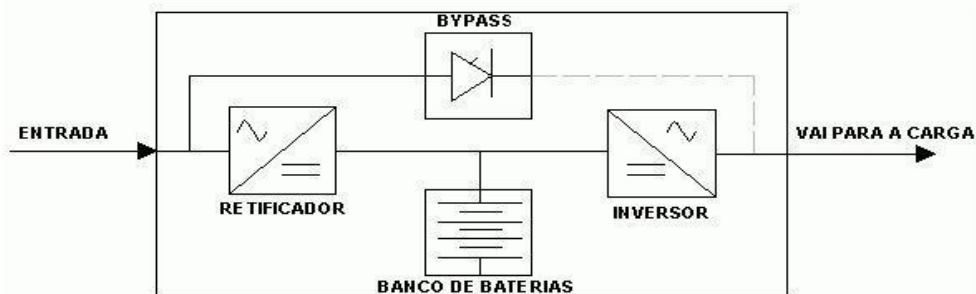 BYPASS
ENTRADA
VAI PARA A CARGA
RETIFICADOR
INVERSOR
BANCO DE BATERIAS